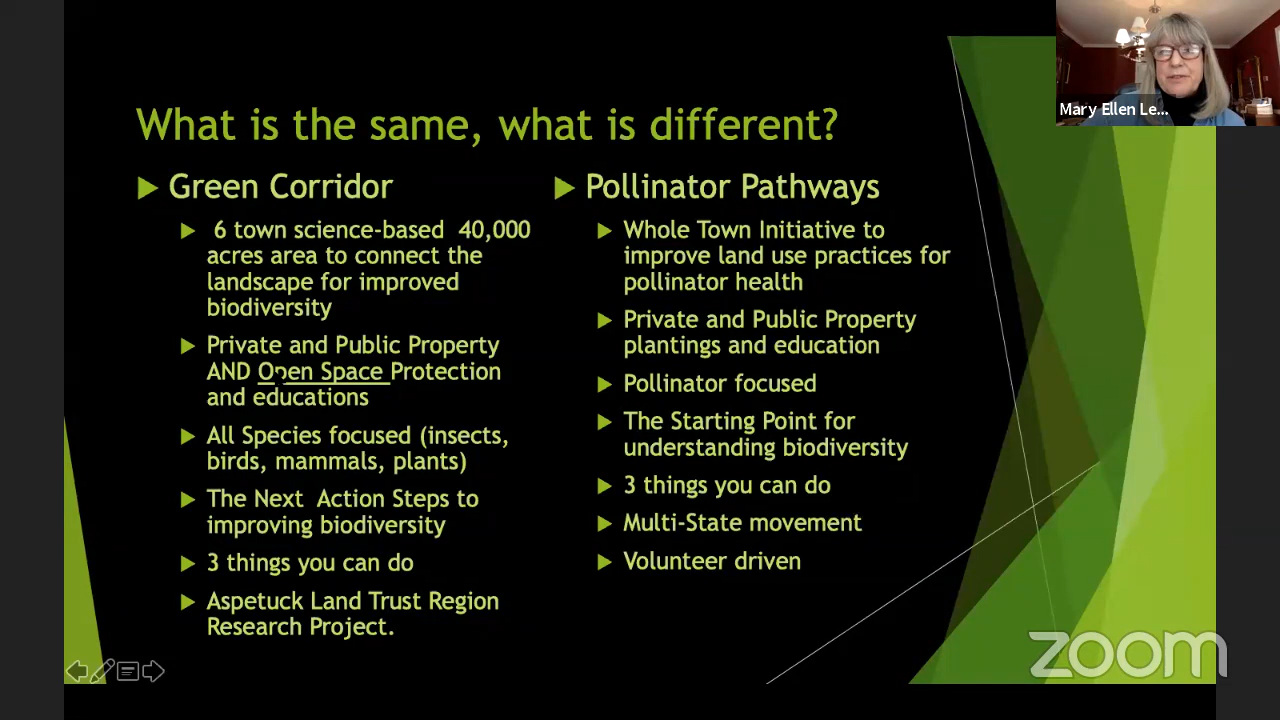 What is the same, what is different?
Green Corridor
6 town science-based 40,000
acres area to connect the
landscape for improved
biodiversity
Private and Public Property
AND Open Space Protection
and educations
All Species focused (insects,
birds, mammals, plants)
The Next Action Steps to
improving biodiversity
3 things you can do
Aspetuck Land Trust Region
Research Project.
Pollinator Pathways
Whole Town Initiative to
improve land use practices for
pollinator health
Private and Public Property
plantings and education
Pollinator focused
The Starting Point for
understanding biodiversity
3 things you can do
Multi-State movement
Volunteer driven
Mary Ellen Le...
zoom